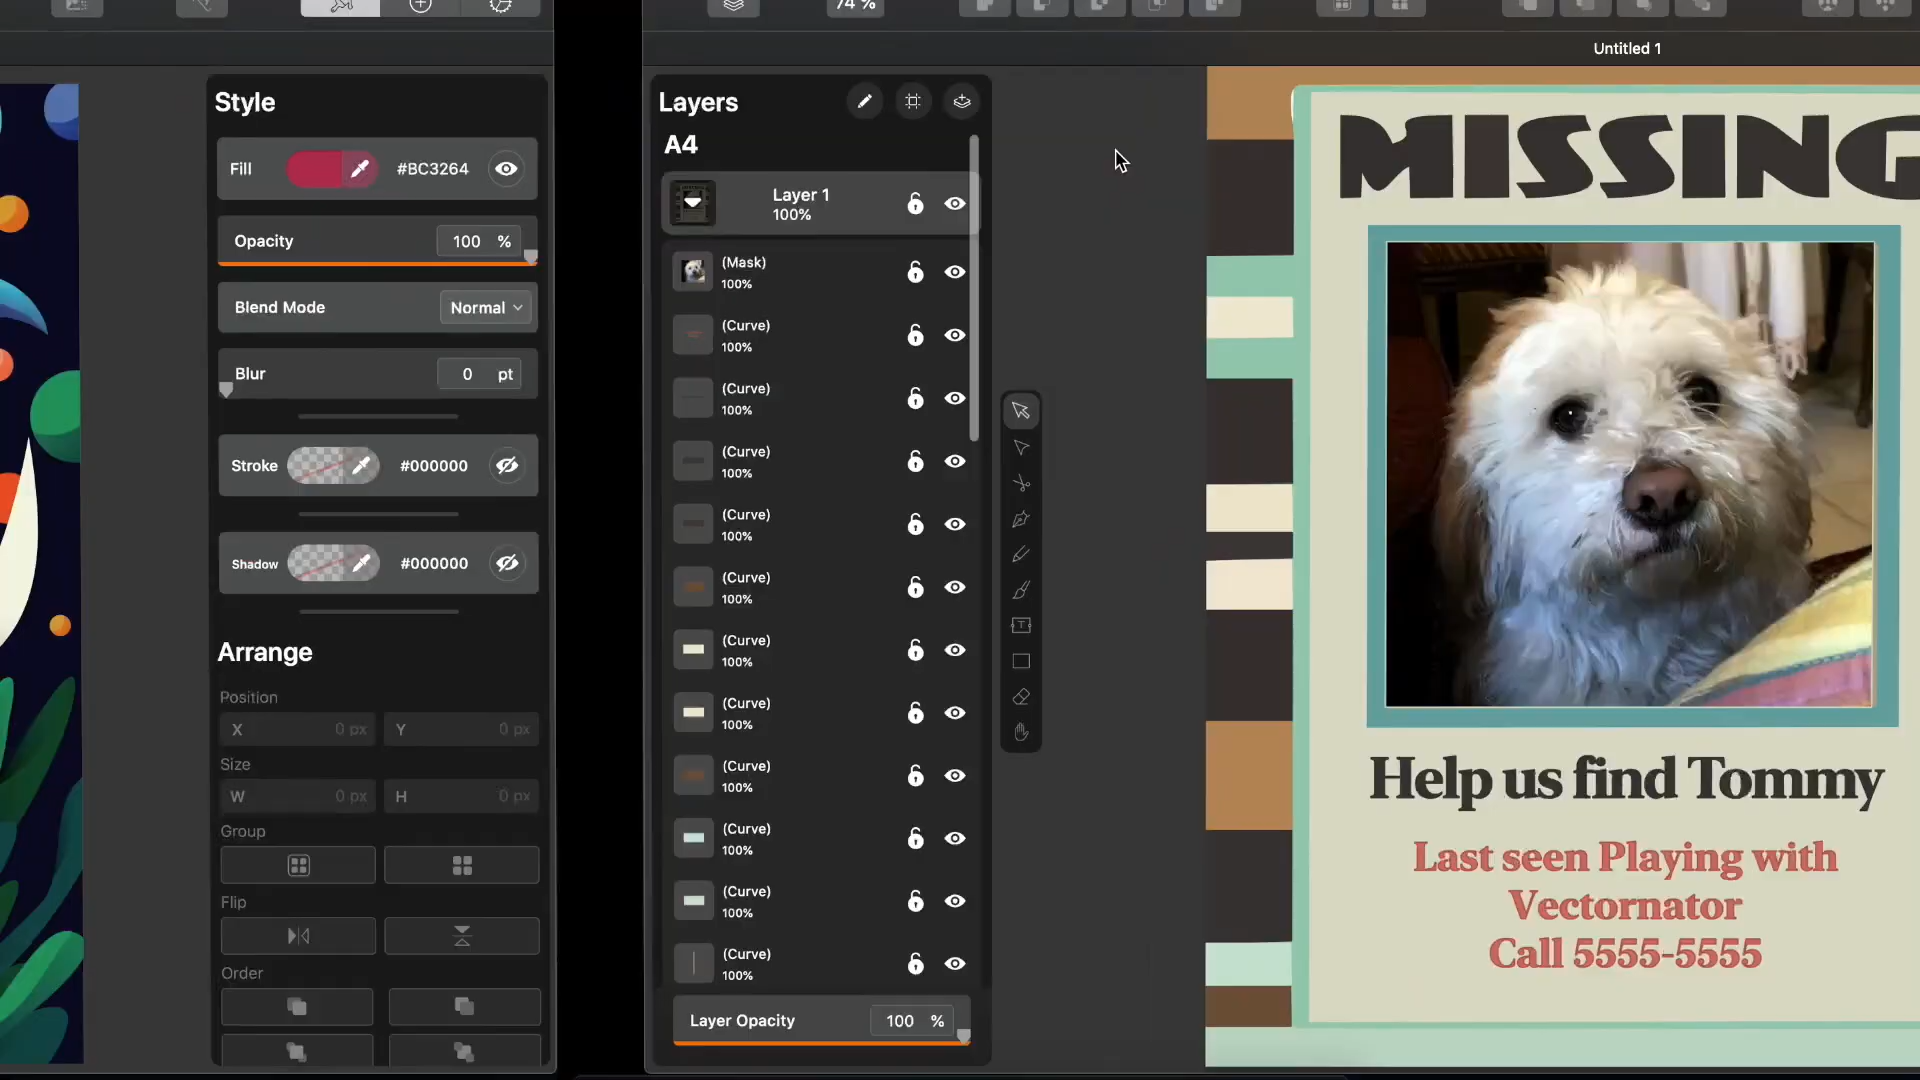 74 %
Untitled 1
Style
Fill
#BC3264
Opacity
100 %
Blend Mode
Normal
Blur
0 pt
Stroke
#000000
Shadow
#000000
Arrange
Position
X 0 px
Y 0 px
Size
W 0 px
H 0 px
Group
Flip
Order
Layers
A4
Layer 1
100%
(Mask)
100%
(Curve)
100%
(Curve)
100%
(Curve)
100%
(Curve)
100%
(Curve)
100%
(Curve)
100%
(Curve)
100%
(Curve)
100%
(Curve)
100%
(Curve)
100%
(Curve)
100%
Layer Opacity
100 %
MISSING
Help us find Tommy
Last seen Playing with
Vectornator
Call 5555-5555